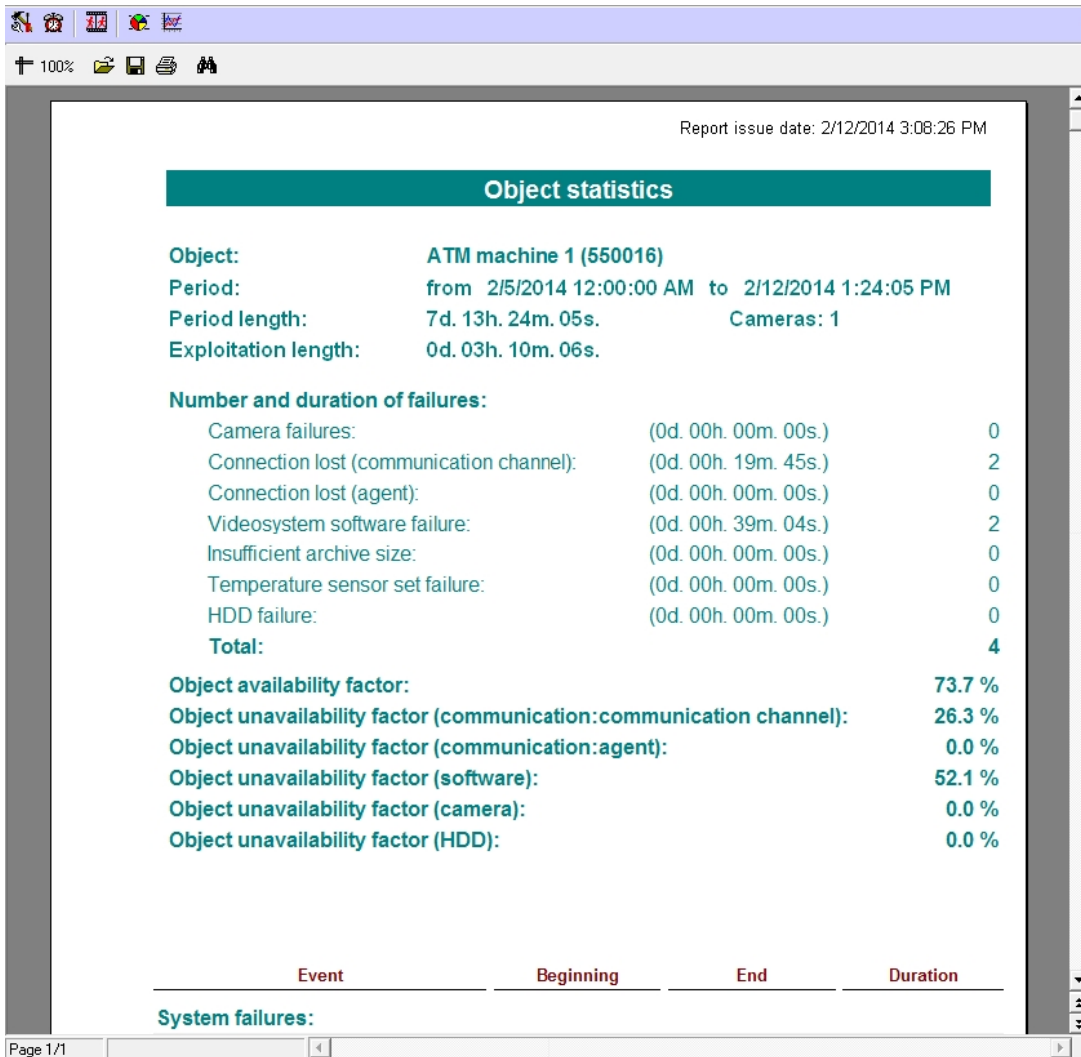 100%
Report issue date: 2/12/2014 3:08:26 PM
Object statistics
Object: ATM machine 1 (550016)
Period: from 2/5/2014 12:00:00 AM to 2/12/2014 1:24:05 PM
Period length: 7d. 13h. 24m. 05s. Cameras: 1
Exploitation length: 0d. 03h. 10m. 06s.
Number and duration of failures:
Camera failures: (0d. 00h. 00m. 00s.) 0
Connection lost (communication channel): (0d. 00h. 19m. 45s.) 2
Connection lost (agent): (0d. 00h. 00m. 00s.) 0
Videosystem software failure: (0d. 00h. 39m. 04s.) 2
Insufficient archive size: (0d. 00h. 00m. 00s.) 0
Temperature sensor set failure: (0d. 00h. 00m. 00s.) 0
HDD failure: (0d. 00h. 00m. 00s.) 0
Total: 4
Object availability factor: 73.7 %
Object unavailability factor (communication:communication channel): 26.3 %
Object unavailability factor (communication:agent): 0.0 %
Object unavailability factor (software): 52.1 %
Object unavailability factor (camera): 0.0 %
Object unavailability factor (HDD): 0.0 %
Event Beginning End Duration
System failures:
Page 1/1